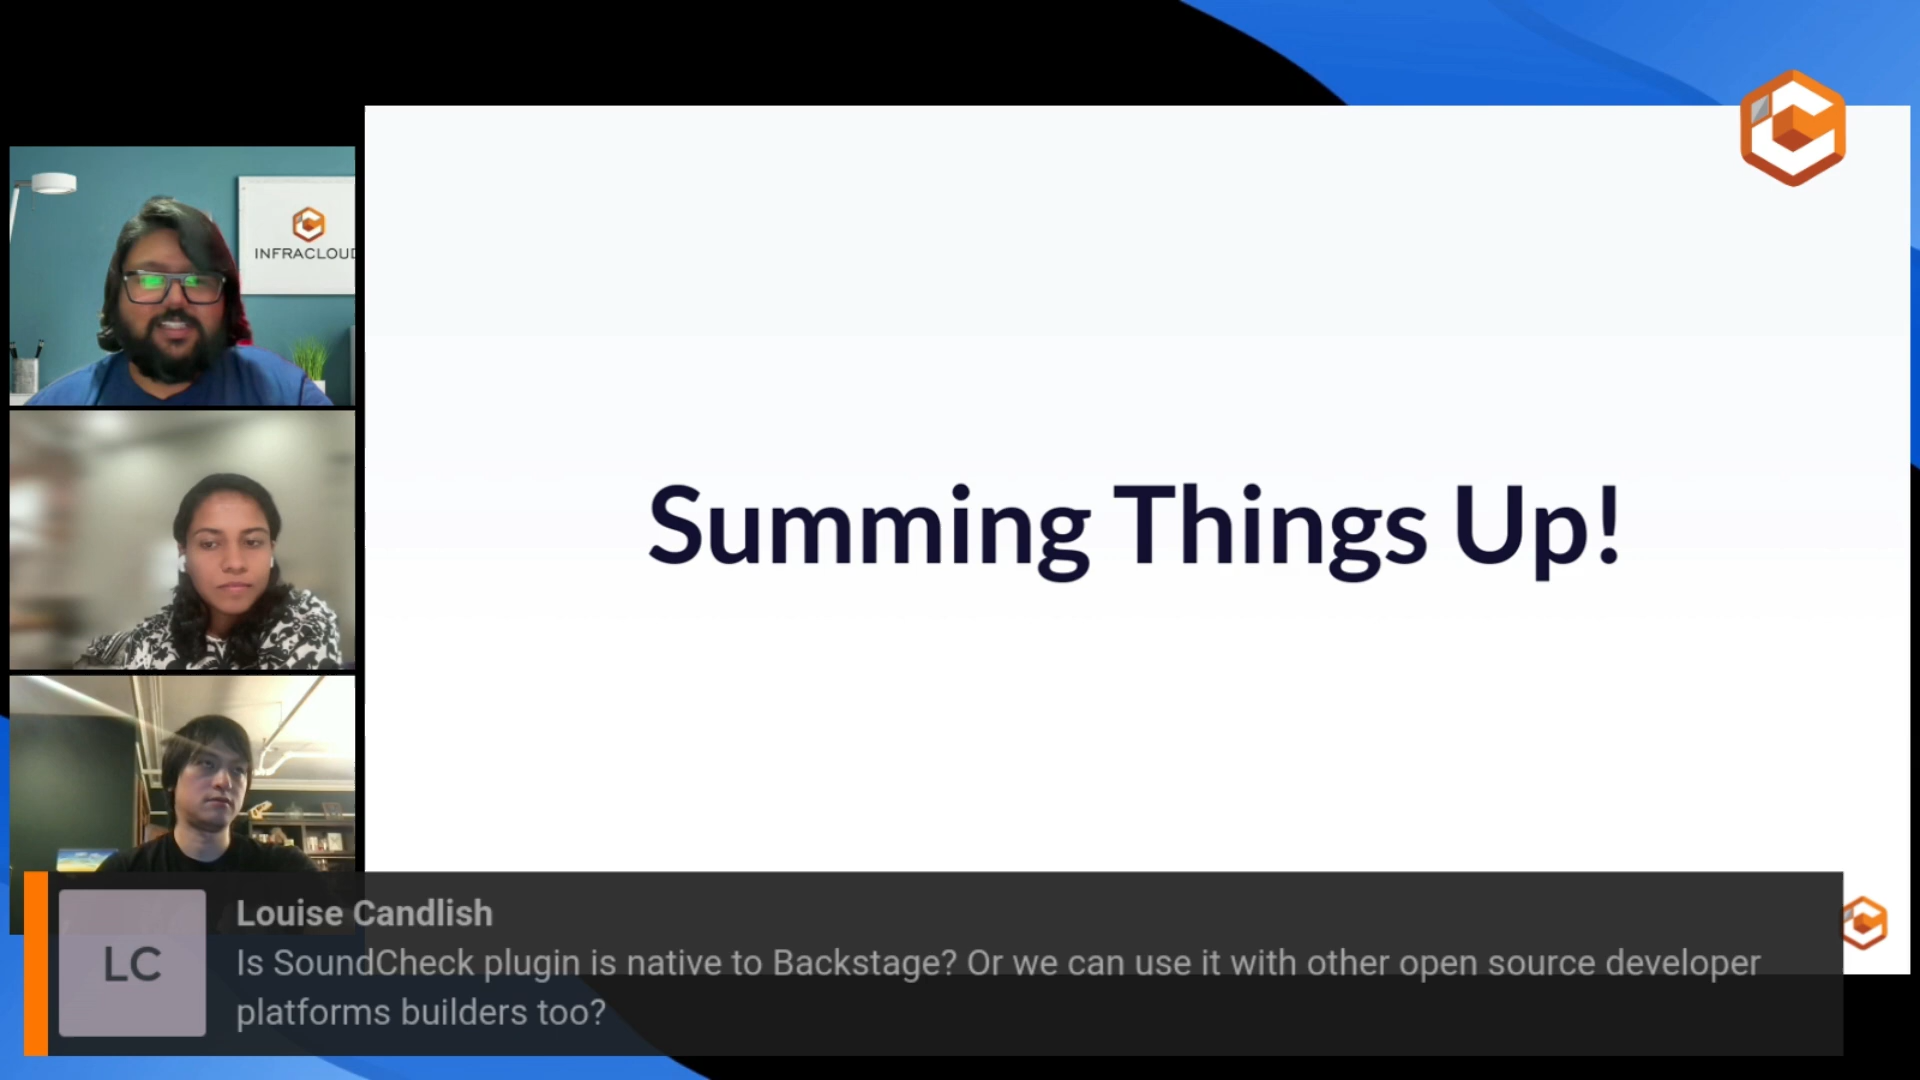 INFRACLOUD
Summing Things Up!
LC
Louise Candlish
Is SoundCheck plugin is native to Backstage? Or we can use it with other open source developer
platforms builders too?